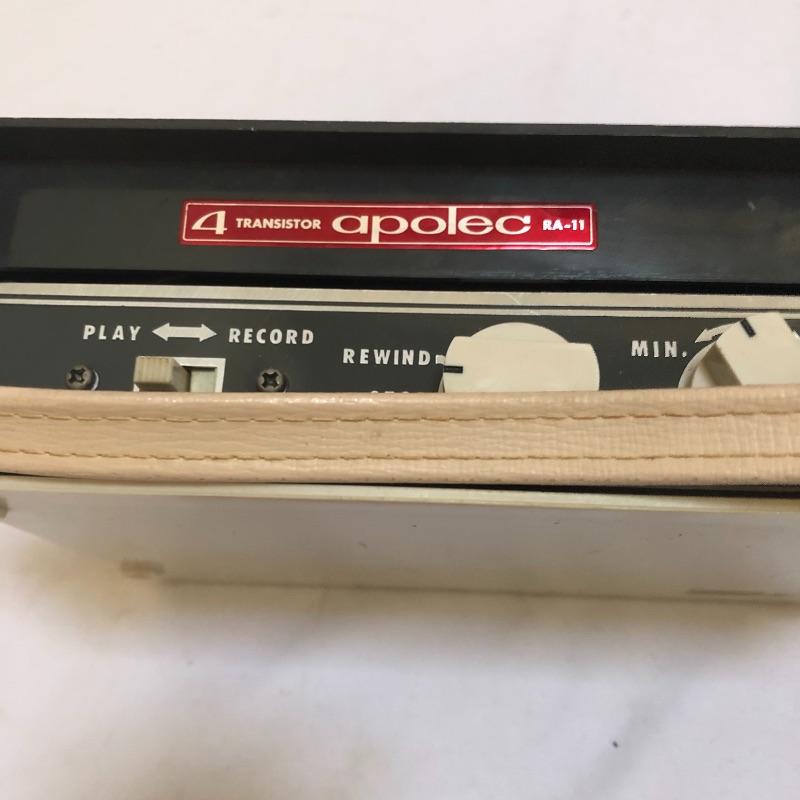 4 TRANSISTOR apolec RA-11
PLAY ⟷ RECORD
REWIND
MIN.